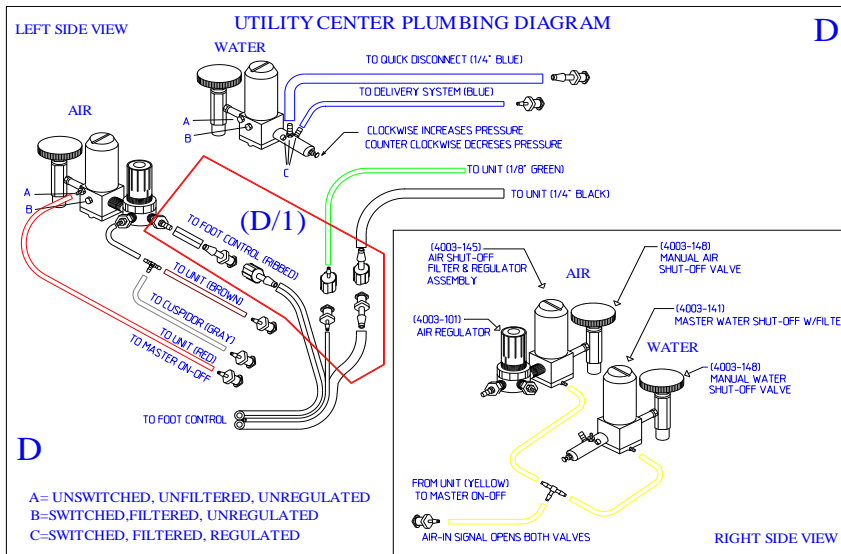 UTILITY CENTER PLUMBING DIAGRAM
D
LEFT SIDE VIEW
WATER
TO QUICK DISCONNECT (1/4" BLUE)
TO DELIVERY SYSTEM (BLUE)
A
B
C
CLOCKWISE INCREASES PRESSURE
COUNTER CLOCKWISE DECRESES PRESSURE
AIR
A
B
TO UNIT (1/8" GREEN)
TO UNIT (1/4" BLACK)
(D/1)
TO FOOT CONTROL (RIBBED)
TO UNIT (BROWN)
TO CUSPIDOR (GRAY)
TO UNIT (RED)
TO MASTER ON-OFF
TO FOOT CONTROL
D
A= UNSWITCHED, UNFILTERED, UNREGULATED
B=SWITCHED,FILTERED, UNREGULATED
C=SWITCHED, FILTERED, REGULATED
(4003-145)
AIR SHUT-OFF
FILTER & REGULATOR
ASSEMBLY
AIR
(4003-148)
MANUAL AIR
SHUT-OFF VALVE
(4003-101)
AIR REGULATOR
(4003-141)
MASTER WATER SHUT-OFF W/FILTE
WATER
(4003-148)
MANUAL WATER
SHUT-OFF VALVE
FROM UNIT (YELLOW)
TO MASTER ON-OFF
AIR-IN SIGNAL OPENS BOTH VALVES
RIGHT SIDE VIEW